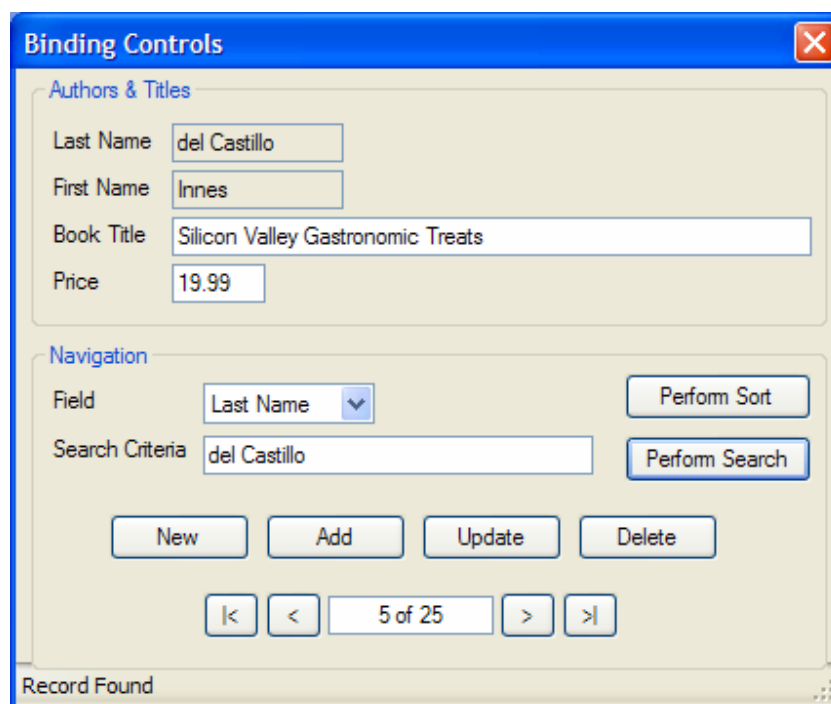 Binding Controls
Authors & Titles
Last Name del Castillo
First Name Innes
Book Title Silicon Valley Gastronomic Treats
Price 19.99
Navigation
Field Last Name Perform Sort
Search Criteria del Castillo Perform Search
New Add Update Delete
|< < 5 of 25 > >|
Record Found